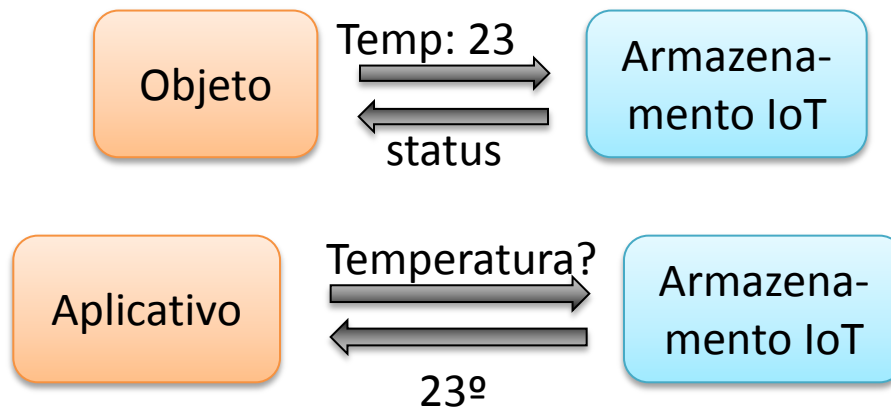 Objeto
Temp: 23
status
Armazena-
mento IoT
Aplicativo
Temperatura?
23º
Armazena-
mento IoT